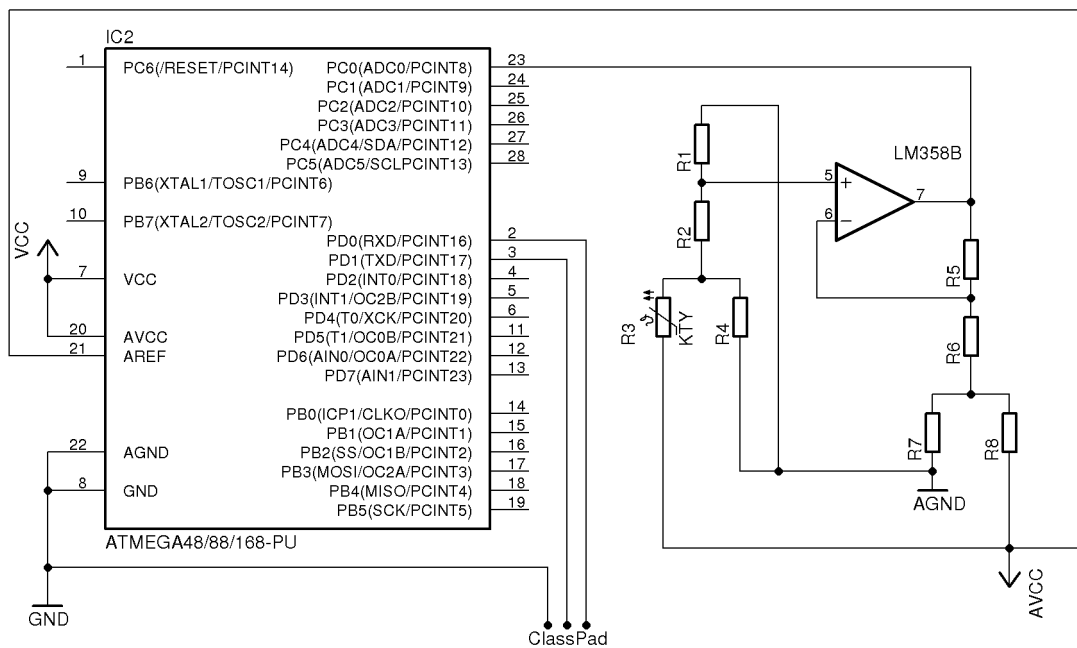 IC2
1
PC6(/RESET/PCINT14)
PC0(ADC0/PCINT8)
23
PC1(ADC1/PCINT9)
24
PC2(ADC2/PCINT10)
25
PC3(ADC3/PCINT11)
26
PC4(ADC4/SDA/PCINT12)
27
PC5(ADC5/SCLPCINT13)
28
9
PB6(XTAL1/TOSC1/PCINT6)
10
PB7(XTAL2/TOSC2/PCINT7)
PD0(RXD/PCINT16)
2
PD1(TXD/PCINT17)
3
VCC
7
VCC
PD2(INT0/PCINT18)
4
PD3(INT1/OC2B/PCINT19)
5
PD4(T0/XCK/PCINT20)
6
20
AVCC
PD5(T1/OC0B/PCINT21)
11
21
AREF
PD6(AIN0/OC0A/PCINT22)
12
PD7(AIN1/PCINT23)
13
PB0(ICP1/CLKO/PCINT0)
14
PB1(OC1A/PCINT1)
15
22
AGND
PB2(SS/OC1B/PCINT2)
16
PB3(MOSI/OC2A/PCINT3)
17
8
GND
PB4(MISO/PCINT4)
18
PB5(SCK/PCINT5)
19
ATMEGA48/88/168-PU
GND
ClassPad
R1
R2
R3
ϑ
KTY
R4
LM358B
5
+
6
−
7
R5
R6
R7
R8
AGND
AVCC